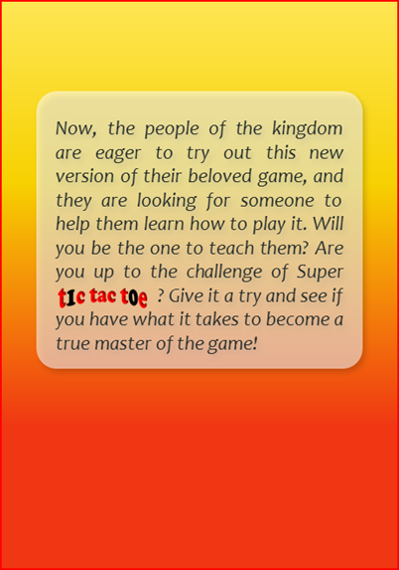 Now, the people of the kingdom
are eager to try out this new
version of their beloved game, and
they are looking for someone to
help them learn how to play it. Will
you be the one to teach them? Are
you up to the challenge of Super
tIc tac t0e ? Give it a try and see if
you have what it takes to become a
true master of the game!